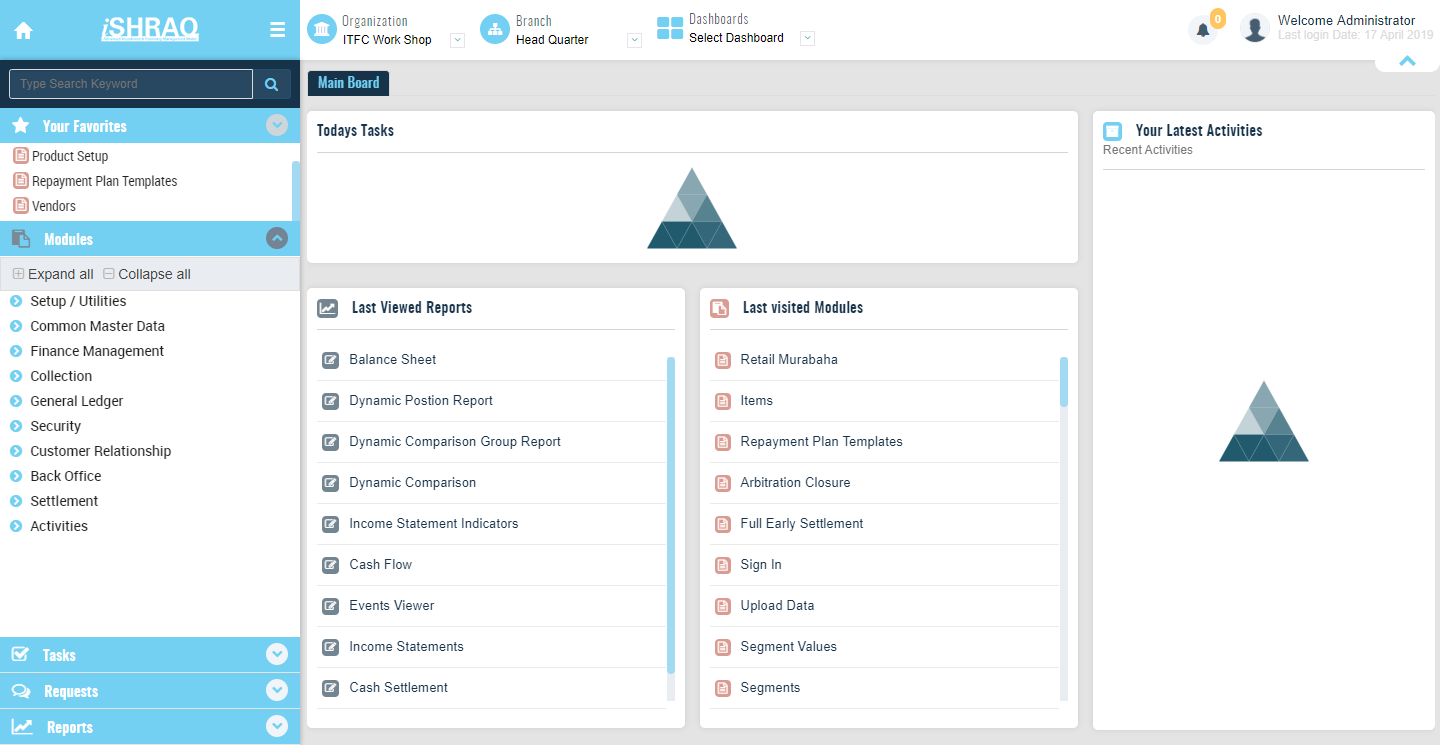 iSHRAQ
Organization
ITFC Work Shop
Branch
Head Quarter
Dashboards
Select Dashboard
0
Welcome Administrator
Last login Date: 17 April 2019
Type Search Keyword
Your Favorites
Product Setup
Repayment Plan Templates
Vendors
Modules
Expand all Collapse all
Setup / Utilities
Common Master Data
Finance Management
Collection
General Ledger
Security
Customer Relationship
Back Office
Settlement
Activities
Tasks
Requests
Reports
Main Board
Todays Tasks
Last Viewed Reports
Balance Sheet
Dynamic Postion Report
Dynamic Comparison Group Report
Dynamic Comparison
Income Statement Indicators
Cash Flow
Events Viewer
Income Statements
Cash Settlement
Last visited Modules
Retail Murabaha
Items
Repayment Plan Templates
Arbitration Closure
Full Early Settlement
Sign In
Upload Data
Segment Values
Segments
Your Latest Activities
Recent Activities